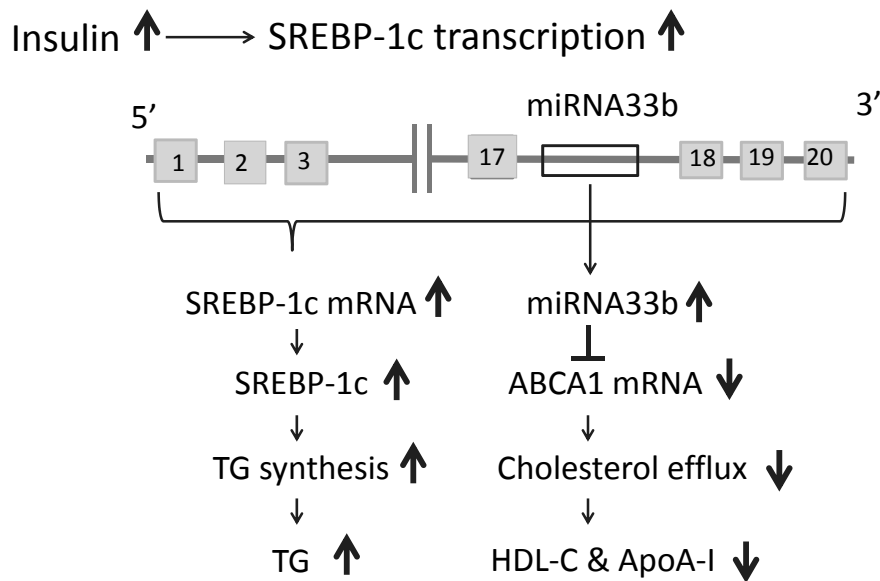 Insulin SREBP-1c transcription
miRNA33b
5’ 3’
1 2 3 17 18 19 20
SREBP-1c mRNA miRNA33b
SREBP-1c ABCA1 mRNA
TG synthesis Cholesterol efflux
TG HDL-C & ApoA-I